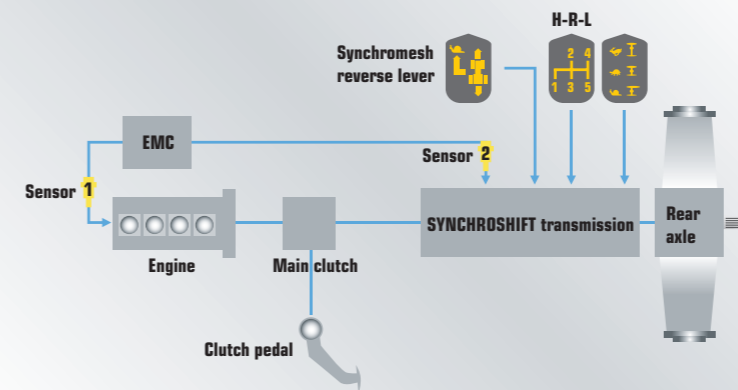 H-R-L
Synchromesh
reverse lever
2 4
1 3 5
EMC
Sensor 2
Sensor 1
SYNCHROSHIFT transmission
Rear
axle
Engine
Main clutch
Clutch pedal